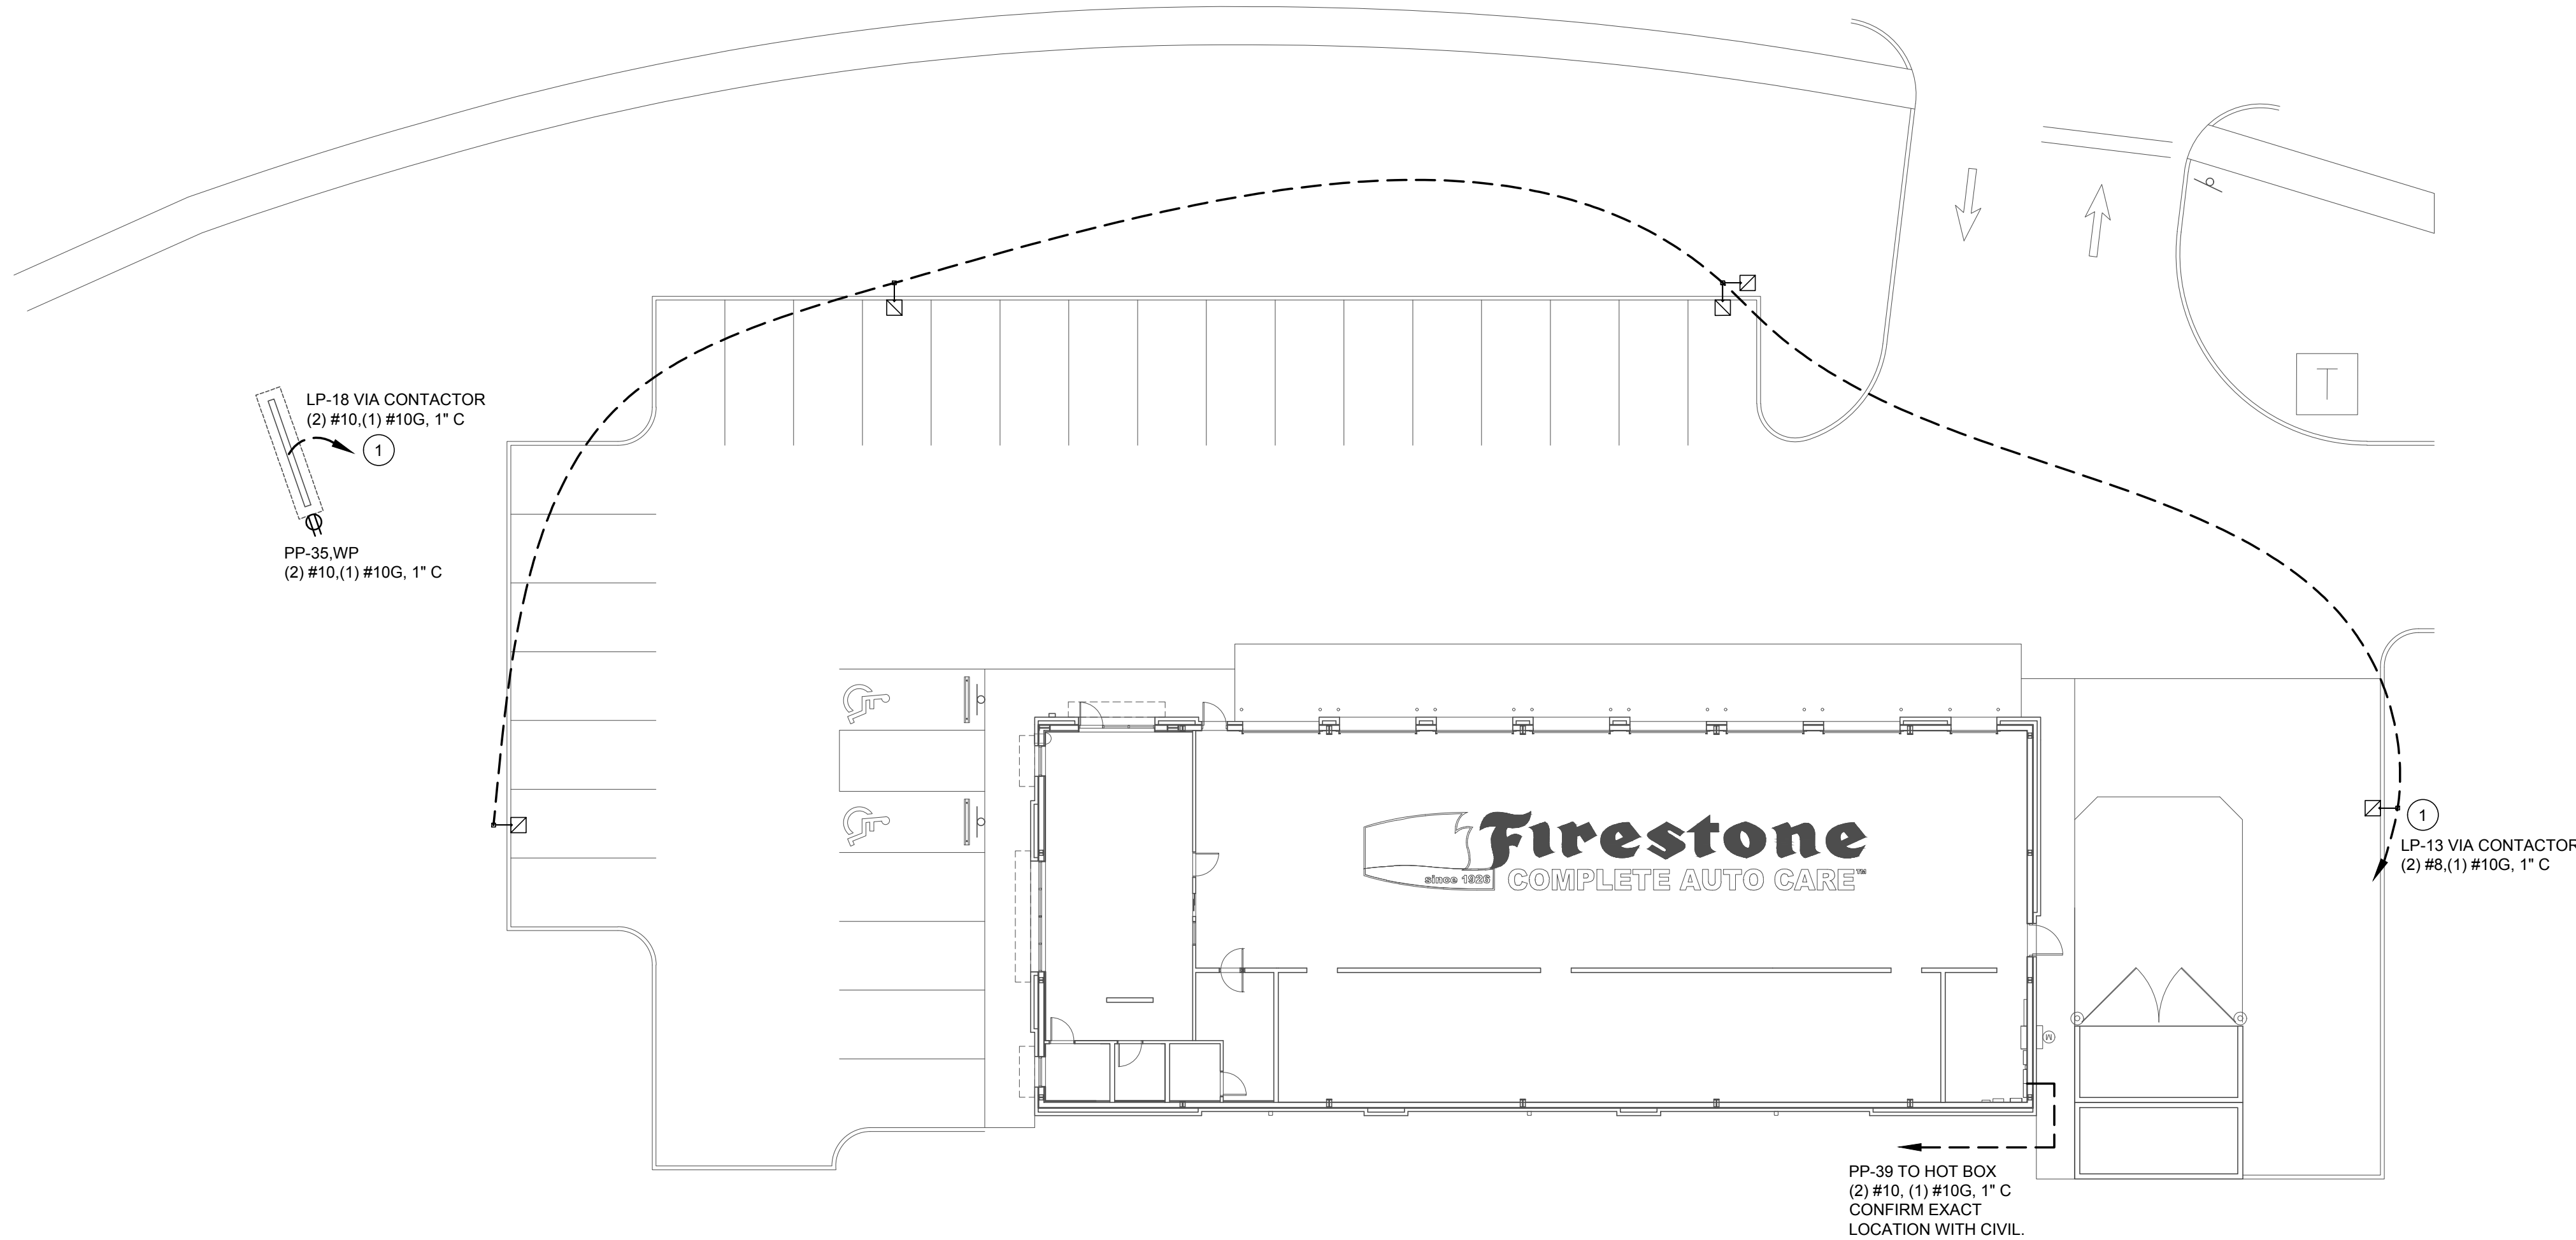 LP-18 VIA CONTACTOR
(2) #10,(1) #10G, 1" C
1
PP-35,WP
(2) #10,(1) #10G, 1" C
T
Firestone
since 1926
COMPLETE AUTO CARE™
1
LP-13 VIA CONTACTOR
(2) #8,(1) #10G, 1" C
M
PP-39 TO HOT BOX
(2) #10, (1) #10G, 1" C
CONFIRM EXACT
LOCATION WITH CIVIL.